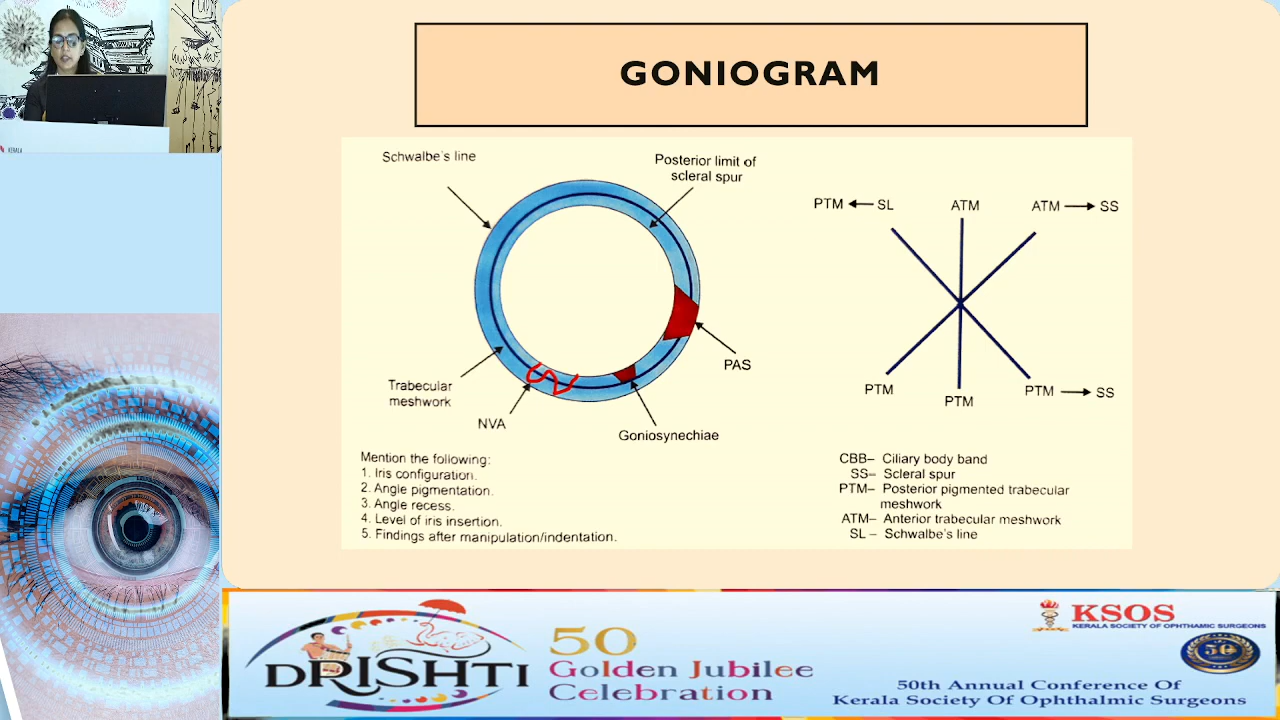 GONIOGRAM
Schwalbe's line
Posterior limit of
scleral spur
PAS
Goniosynechiae
NVA
Trabecular
meshwork
PTM SL
ATM
ATM SS
PTM
PTM
PTM SS
Mention the following:
1. Iris configuration.
2. Angle pigmentation.
3. Angle recess.
4. Level of iris insertion.
5. Findings after manipulation/indentation.
CBB– Ciliary body band
SS– Scleral spur
PTM– Posterior pigmented trabecular
meshwork
ATM– Anterior trabecular meshwork
SL – Schwalbe's line
KERALA
DRISHTI
50
Golden Jubilee
Celebration
KSOS
KERALA SOCIETY OF OPHTHAMIC SURGEONS
50
50th Annual Conference Of
Kerala Society Of Ophthalmic Surgeons